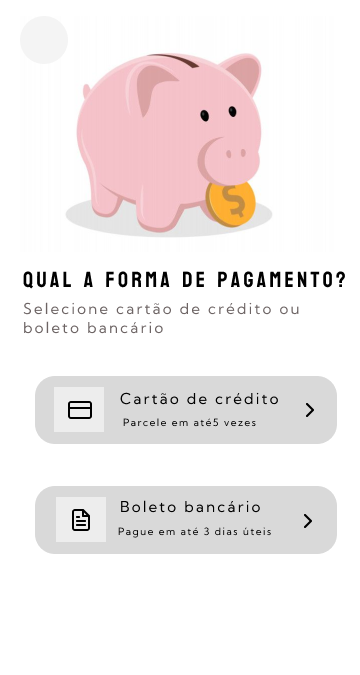 QUAL A FORMA DE PAGAMENTO?
Selecione cartão de crédito ou
boleto bancário
Cartão de crédito
Parcele em até5 vezes
Boleto bancário
Pague em até 3 dias úteis